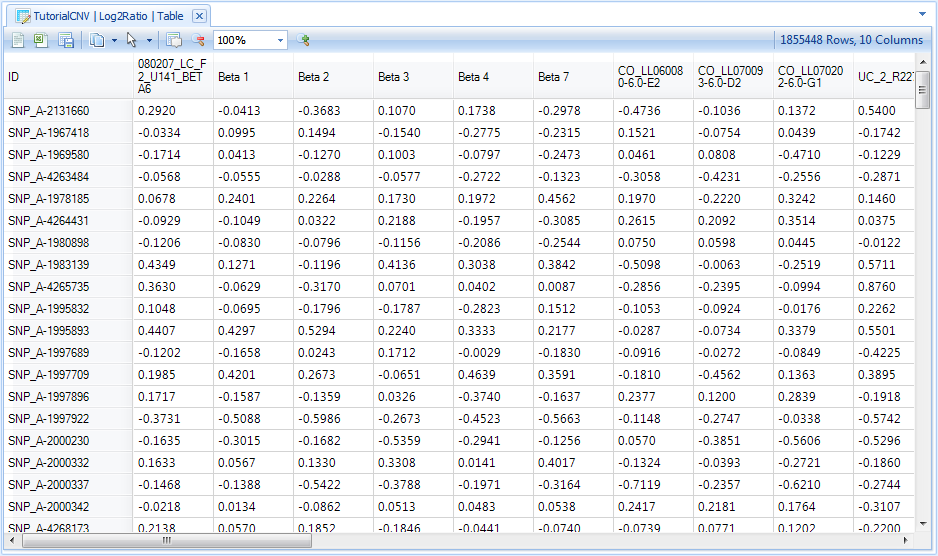 TutorialCNV | Log2Ratio | Table
100% 1855448 Rows, 10 Columns
ID 080207_LC_F2_U141_BETA6 Beta 1 Beta 2 Beta 3 Beta 4 Beta 7 CO_LL060080-6.0-E2 CO_LL070093-6.0-D2 CO_LL070202-6.0-G1 UC_2_R227
SNP_A-2131660 0.2920 -0.0413 -0.3683 0.1070 0.1738 -0.2978 -0.4736 -0.1036 0.1372 0.5400
SNP_A-1967418 -0.0334 0.0995 0.1494 -0.1540 -0.2775 -0.2315 0.1521 -0.0754 0.0439 -0.1742
SNP_A-1969580 -0.1714 0.0413 -0.1270 0.1003 -0.0797 -0.2473 0.0461 0.0808 -0.4710 -0.1229
SNP_A-4263484 -0.0568 -0.0555 -0.0288 -0.0577 -0.2722 -0.1323 -0.3058 -0.4231 -0.2556 -0.2871
SNP_A-1978185 0.0678 0.2401 0.2264 0.1730 0.1972 0.4562 0.1970 -0.2220 0.3242 0.1460
SNP_A-4264431 -0.0929 -0.1049 0.0322 0.2188 -0.1957 -0.3085 0.2615 0.2092 0.3514 0.0375
SNP_A-1980898 -0.1206 -0.0830 -0.0796 -0.1156 -0.2086 -0.2544 0.0750 0.0598 0.0445 -0.0122
SNP_A-1983139 0.4349 0.1271 -0.1196 0.4136 0.3038 0.3842 -0.5098 -0.0063 -0.2519 0.5711
SNP_A-4265735 0.3630 -0.0629 -0.3170 0.0701 0.0402 0.0087 -0.2856 -0.2395 -0.0994 0.8760
SNP_A-1995832 0.1048 -0.0695 -0.1796 -0.1787 -0.2823 0.1512 -0.1053 -0.0924 -0.0176 0.2262
SNP_A-1995893 0.4407 0.4297 0.5294 0.2240 0.3333 0.2177 -0.0287 -0.0734 0.3379 0.5501
SNP_A-1997689 -0.1202 -0.1658 0.0243 0.1712 -0.0029 -0.1830 -0.0916 -0.0272 -0.0849 -0.4225
SNP_A-1997709 0.1985 0.4201 0.2673 -0.0651 0.4639 0.3591 -0.1810 -0.4562 0.1363 0.3895
SNP_A-1997896 0.1717 -0.1587 -0.1359 0.0326 -0.3740 -0.1637 0.2377 0.1200 0.2839 -0.1918
SNP_A-1997922 -0.3731 -0.5088 -0.5986 -0.2673 -0.4523 -0.5663 -0.1148 -0.2747 -0.0338 -0.5742
SNP_A-2000230 -0.1635 -0.3015 -0.1682 -0.5359 -0.2941 -0.1256 0.0570 -0.3851 -0.5606 -0.5296
SNP_A-2000332 0.1633 0.0567 0.1330 0.3308 0.0141 0.4017 -0.1324 -0.0393 -0.2721 -0.1860
SNP_A-2000337 -0.1468 -0.1388 -0.5422 -0.3788 -0.1971 -0.3164 -0.7119 -0.2357 -0.6210 -0.2744
SNP_A-2000342 -0.0218 0.0134 -0.0862 0.0513 0.0483 0.0538 0.2417 0.2181 0.1764 -0.3107
SNP_A-4268173 0.2138 0.0570 0.1852 -0.1846 -0.0441 -0.0740 -0.0739 0.0771 0.1202 -0.2200